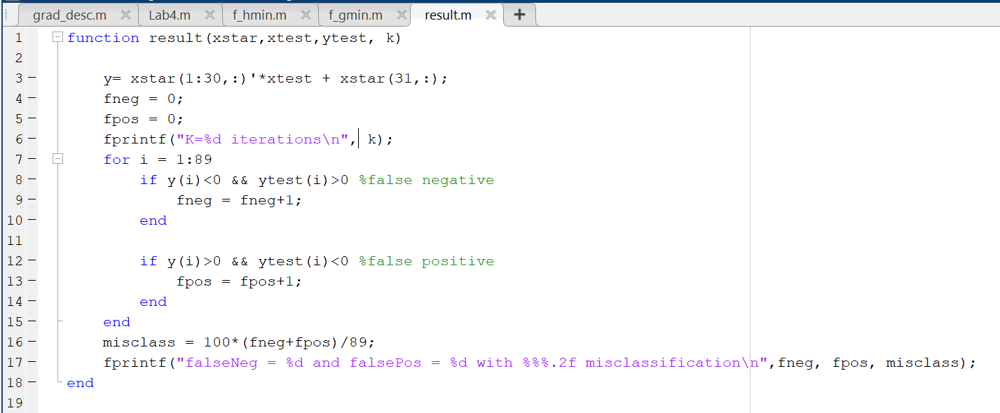 grad_desc.m Lab4.m f_hmin.m f_gmin.m result.m
1 function result(xstar,xtest,ytest, k)
2
3 y= xstar(1:30,:)'*xtest + xstar(31,:);
4 fneg = 0;
5 fpos = 0;
6 fprintf("K=%d iterations\n", k);
7 for i = 1:89
8 if y(i)<0 && ytest(i)>0 %false negative
9 fneg = fneg+1;
10 end
11
12 if y(i)>0 && ytest(i)<0 %false positive
13 fpos = fpos+1;
14 end
15 end
16 misclass = 100*(fneg+fpos)/89;
17 fprintf("falseNeg = %d and falsePos = %d with %%%.2f misclassification\n",fneg, fpos, misclass);
18 end
19